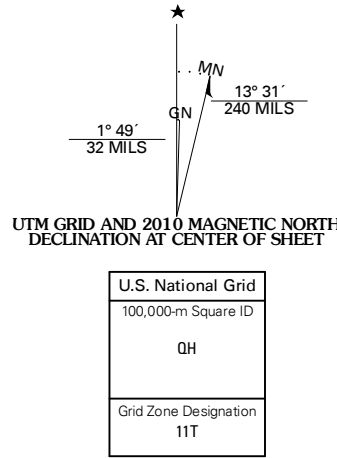 ★
MN
GN
13° 31´
240 MILS
1° 49´
32 MILS
UTM GRID AND 2010 MAGNETIC NORTH
DECLINATION AT CENTER OF SHEET
U.S. National Grid
100,000-m Square ID
QH
Grid Zone Designation
11T